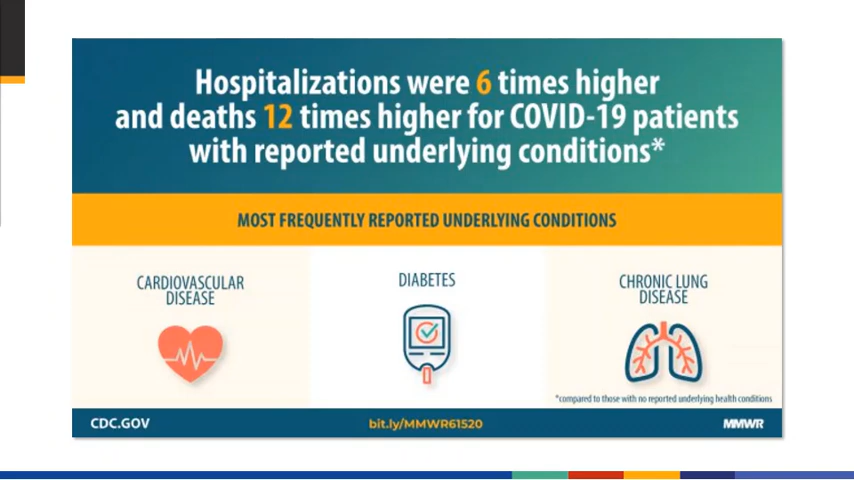 Hospitalizations were 6 times higher
and deaths 12 times higher for COVID-19 patients
with reported underlying conditions*
MOST FREQUENTLY REPORTED UNDERLYING CONDITIONS
CARDIOVASCULAR
DISEASE
DIABETES
CHRONIC LUNG
DISEASE
*compared to those with no reported underlying health conditions
CDC.GOV
bit.ly/MMWR61520
MMWR